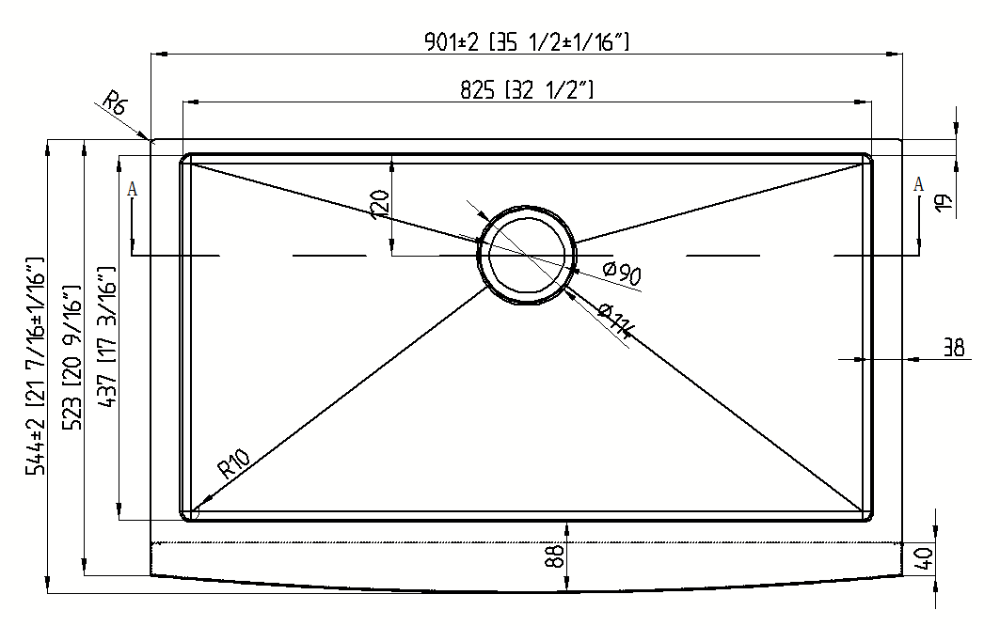 901±2 [35 1/2±1/16"]
825 [32 1/2"]
R6
A
A
120
19
544±2 [21 7/16±1/16"]
523 [20 9/16"]
437 [17 3/16"]
Ø90
Ø114
38
R10
88
40